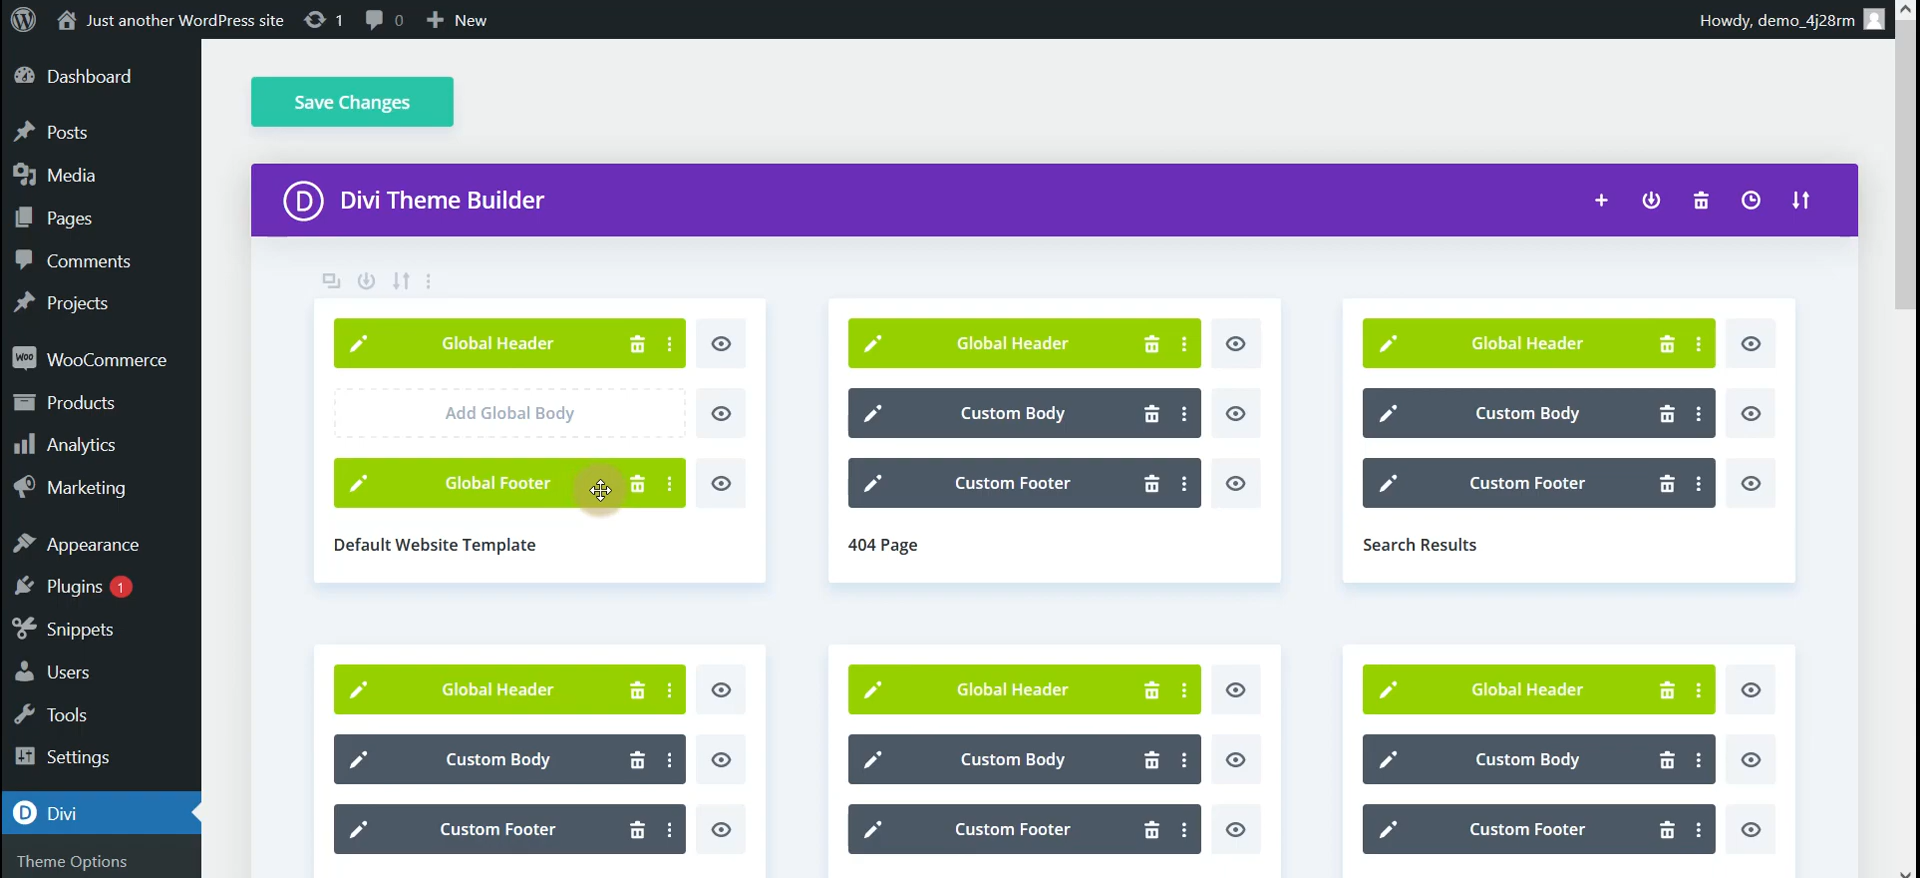 Just another WordPress site 1 0 New Howdy, demo_4j28rm
Dashboard
Posts
Media
Pages
Comments
Projects
Woo WooCommerce
Products
Analytics
Marketing
Appearance
Plugins 1
Snippets
Users
Tools
Settings
D Divi
Theme Options
Save Changes
D Divi Theme Builder
Global Header
Add Global Body
Global Footer
Default Website Template
Global Header
Custom Body
Custom Footer
404 Page
Global Header
Custom Body
Custom Footer
Search Results
Global Header
Custom Body
Custom Footer
Global Header
Custom Body
Custom Footer
Global Header
Custom Body
Custom Footer